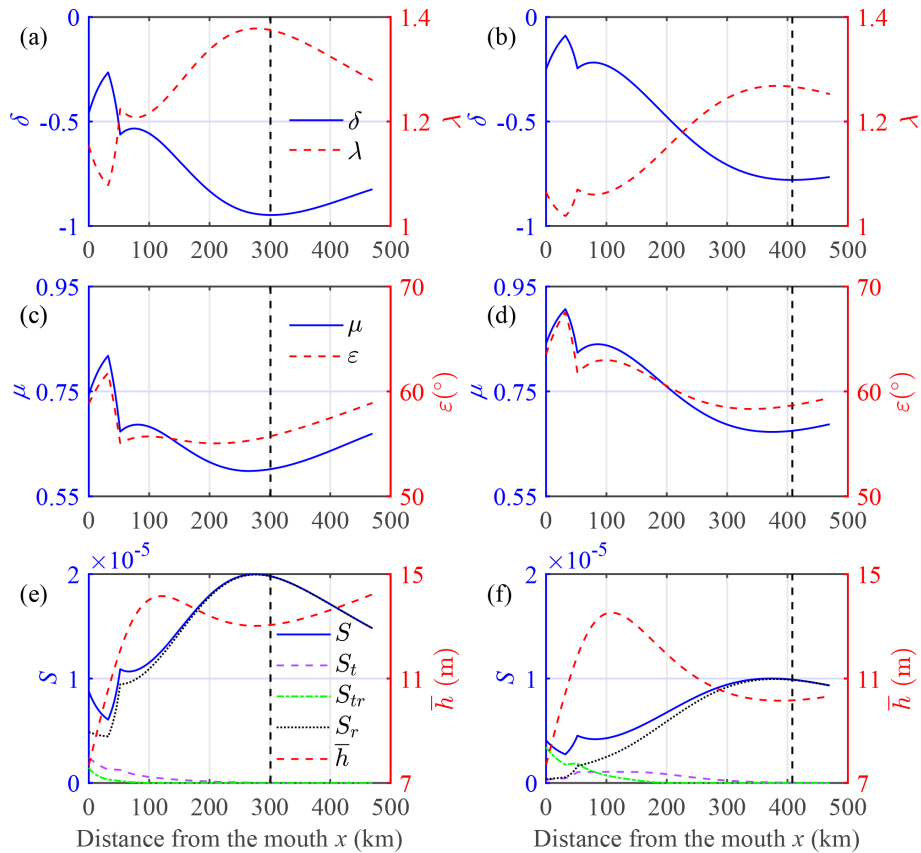 (a)
0
-0.5
-1
δ
δ
λ
1.4
1.2
1
λ
0 100 200 300 400 500
(b)
0
-0.5
-1
δ
1.4
1.2
1
λ
0 100 200 300 400 500
(c)
0.95
0.75
0.55
μ
μ
ε
70
60
50
ε(°)
0 100 200 300 400 500
(d)
0.95
0.75
0.55
μ
70
60
50
ε(°)
0 100 200 300 400 500
(e)
×10⁻⁵
2
1
0
S
S
Sₜ
Sₜᵣ
Sᵣ
h̅
15
11
7
h̅ (m)
0 100 200 300 400 500
Distance from the mouth x (km)
(f)
×10⁻⁵
2
1
0
S
15
11
7
h̅ (m)
0 100 200 300 400 500
Distance from the mouth x (km)